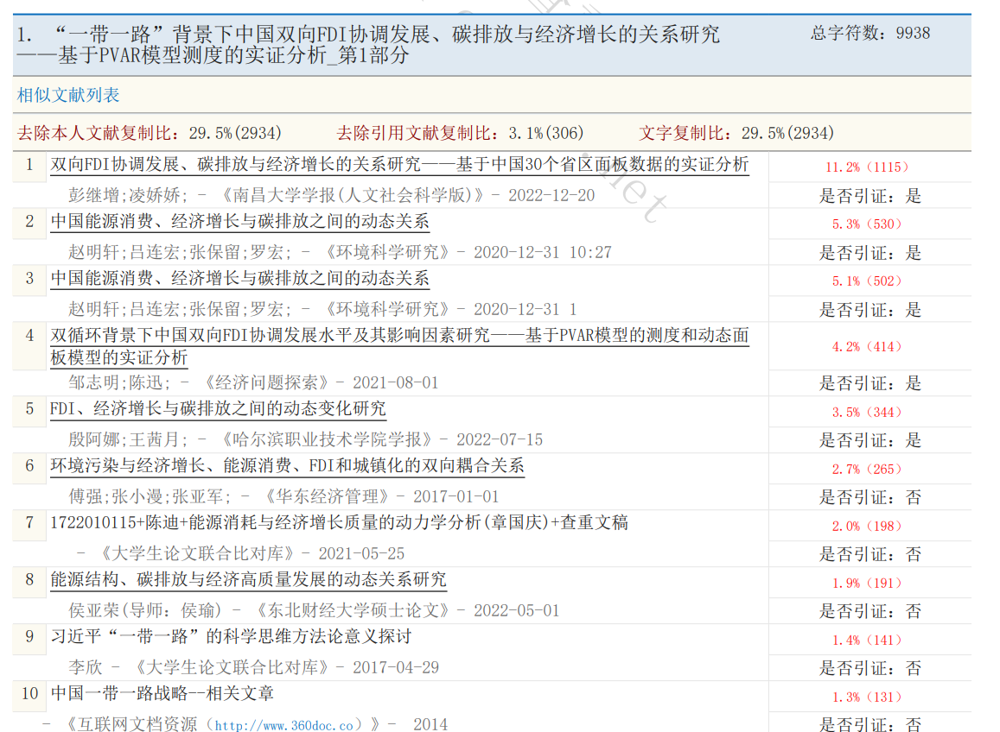 1. “一带一路”背景下中国双向FDI协调发展、碳排放与经济增长的关系研究
——基于PVAR模型测度的实证分析_第1部分
总字符数：9938
相似文献列表
去除本人文献复制比：29.5%(2934) 去除引用文献复制比：3.1%(306) 文字复制比：29.5%(2934)
1 双向FDI协调发展、碳排放与经济增长的关系研究——基于中国30个省区面板数据的实证分析 11.2%（1115）
彭继增;凌娇娇; - 《南昌大学学报(人文社会科学版)》- 2022-12-20 是否引证：是
2 中国能源消费、经济增长与碳排放之间的动态关系 5.3%（530）
赵明轩;吕连宏;张保留;罗宏; - 《环境科学研究》- 2020-12-31 10:27 是否引证：是
3 中国能源消费、经济增长与碳排放之间的动态关系 5.1%（502）
赵明轩;吕连宏;张保留;罗宏; - 《环境科学研究》- 2020-12-31 1 是否引证：是
4 双循环背景下中国双向FDI协调发展水平及其影响因素研究——基于PVAR模型的测度和动态面
板模型的实证分析 4.2%（414）
邹志明;陈迅; - 《经济问题探索》- 2021-08-01 是否引证：是
5 FDI、经济增长与碳排放之间的动态变化研究 3.5%（344）
殷阿娜;王茜月; - 《哈尔滨职业技术学院学报》- 2022-07-15 是否引证：是
6 环境污染与经济增长、能源消费、FDI和城镇化的双向耦合关系 2.7%（265）
傅强;张小漫;张亚军; - 《华东经济管理》- 2017-01-01 是否引证：否
7 1722010115+陈迪+能源消耗与经济增长质量的动力学分析(章国庆)+查重文稿 2.0%（198）
- 《大学生论文联合比对库》- 2021-05-25 是否引证：否
8 能源结构、碳排放与经济高质量发展的动态关系研究 1.9%（191）
侯亚荣(导师：侯瑜) - 《东北财经大学硕士论文》- 2022-05-01 是否引证：否
9 习近平“一带一路”的科学思维方法论意义探讨 1.4%（141）
李欣 - 《大学生论文联合比对库》- 2017-04-29 是否引证：否
10 中国一带一路战略--相关文章 1.3%（131）
- 《互联网文档资源（http://www.360doc.co）》- 2014 是否引证：否
.net